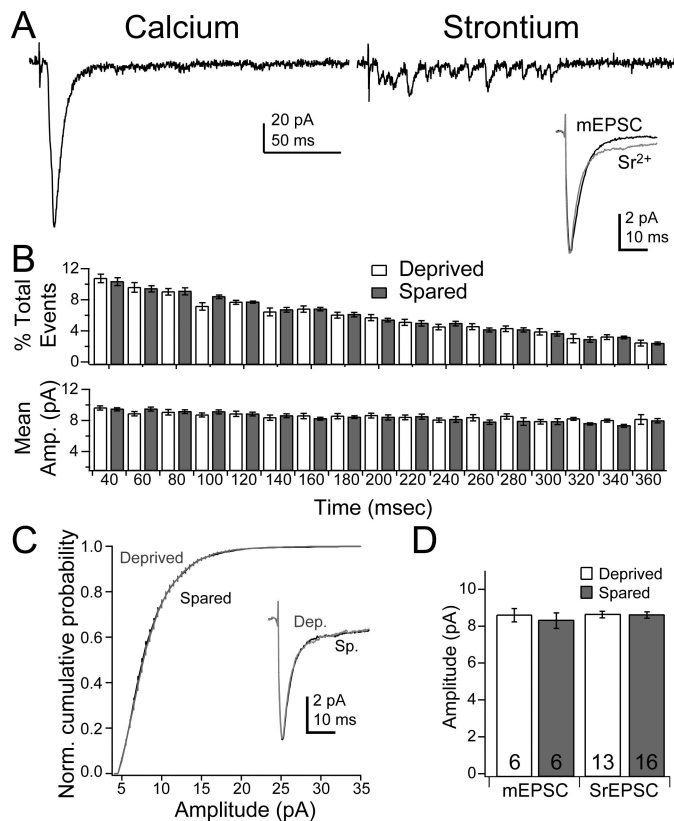 A
Calcium
Strontium
20 pA
50 ms
mEPSC
Sr2+
2 pA
10 ms
B
Deprived
Spared
% Total
Events
12
8
4
0
Mean
Amp. (pA)
12
8
4
40 60 80 100 120 140 160 180 200 220 240 260 280 300 320 340 360
Time (msec)
C
Norm. cumulative probability
1.0
0.8
0.6
0.4
0.2
0.0
Deprived
Spared
Dep.
Sp.
2 pA
10 ms
5 10 15 20 25 30 35
Amplitude (pA)
D
Deprived
Spared
Amplitude (pA)
10
8
6
4
2
0
6 6 13 16
mEPSC SrEPSC